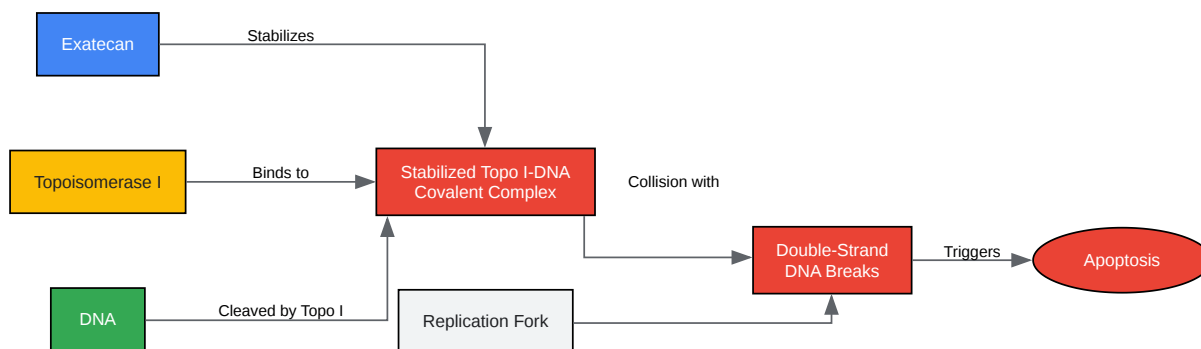 Exatecan
Stabilizes
Topoisomerase I
Binds to
Stabilized Topo I-DNA
Covalent Complex
Collision with
Double-Strand
DNA Breaks
Triggers
Apoptosis
DNA
Cleaved by Topo I
Replication Fork